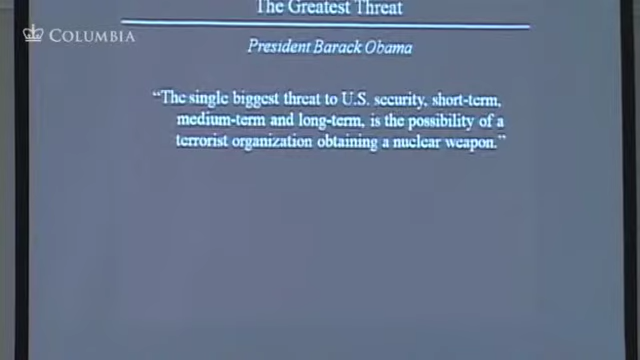 The Greatest Threat
COLUMBIA
President Barack Obama
“The single biggest threat to U.S. security, short-term,
medium-term and long-term, is the possibility of a
terrorist organization obtaining a nuclear weapon.”